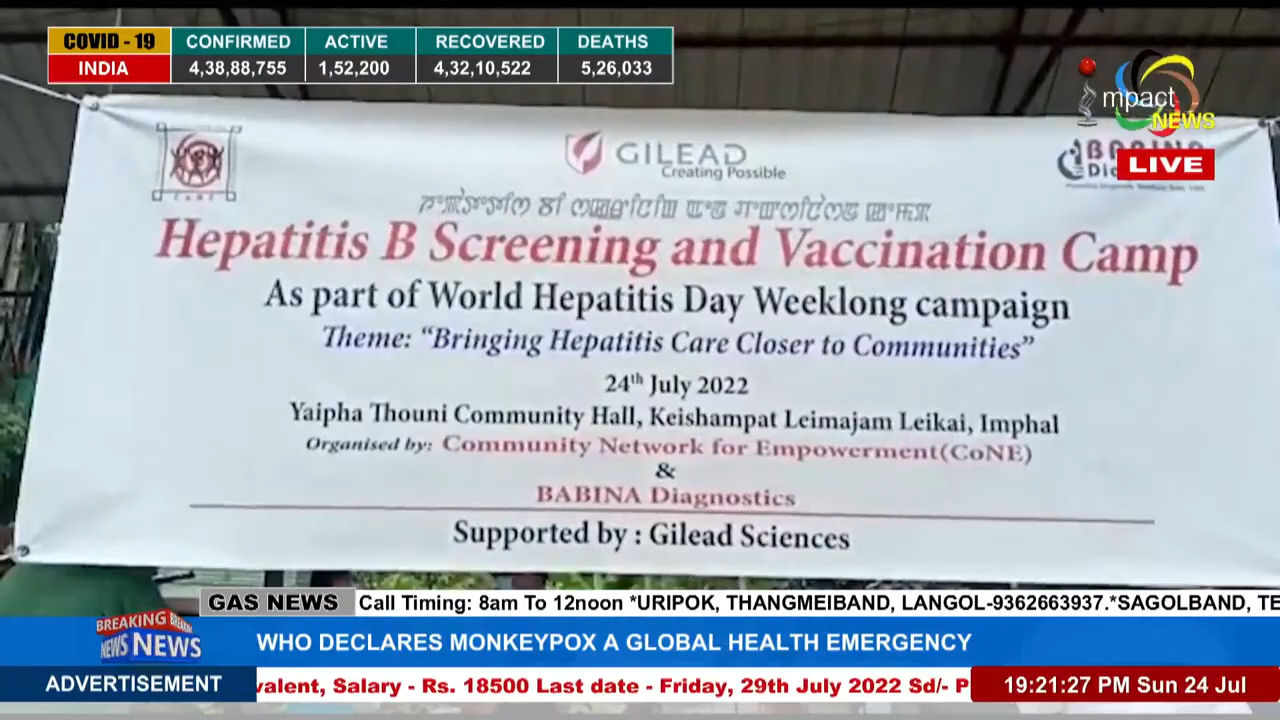 COVID - 19 CONFIRMED ACTIVE RECOVERED DEATHS
INDIA 4,38,88,755 1,52,200 4,32,10,522 5,26,033
mpact
NEWS
LIVE
GILEAD
Creating Possible
Hepatitis B Screening and Vaccination Camp
As part of World Hepatitis Day Weeklong campaign
Theme: “Bringing Hepatitis Care Closer to Communities”
24th July 2022
Yaipha Thouni Community Hall, Keishampat Leimajam Leikai, Imphal
Organised by: Community Network for Empowerment(CoNE)
&
BABINA Diagnostics
Supported by : Gilead Sciences
GAS NEWS Call Timing: 8am To 12noon *URIPOK, THANGMEIBAND, LANGOL-9362663937.*SAGOLBAND, TE
BREAKING
NEWS NEWS WHO DECLARES MONKEYPOX A GLOBAL HEALTH EMERGENCY
ADVERTISEMENT valent, Salary - Rs. 18500 Last date - Friday, 29th July 2022 Sd/- P 19:21:27 PM Sun 24 Jul